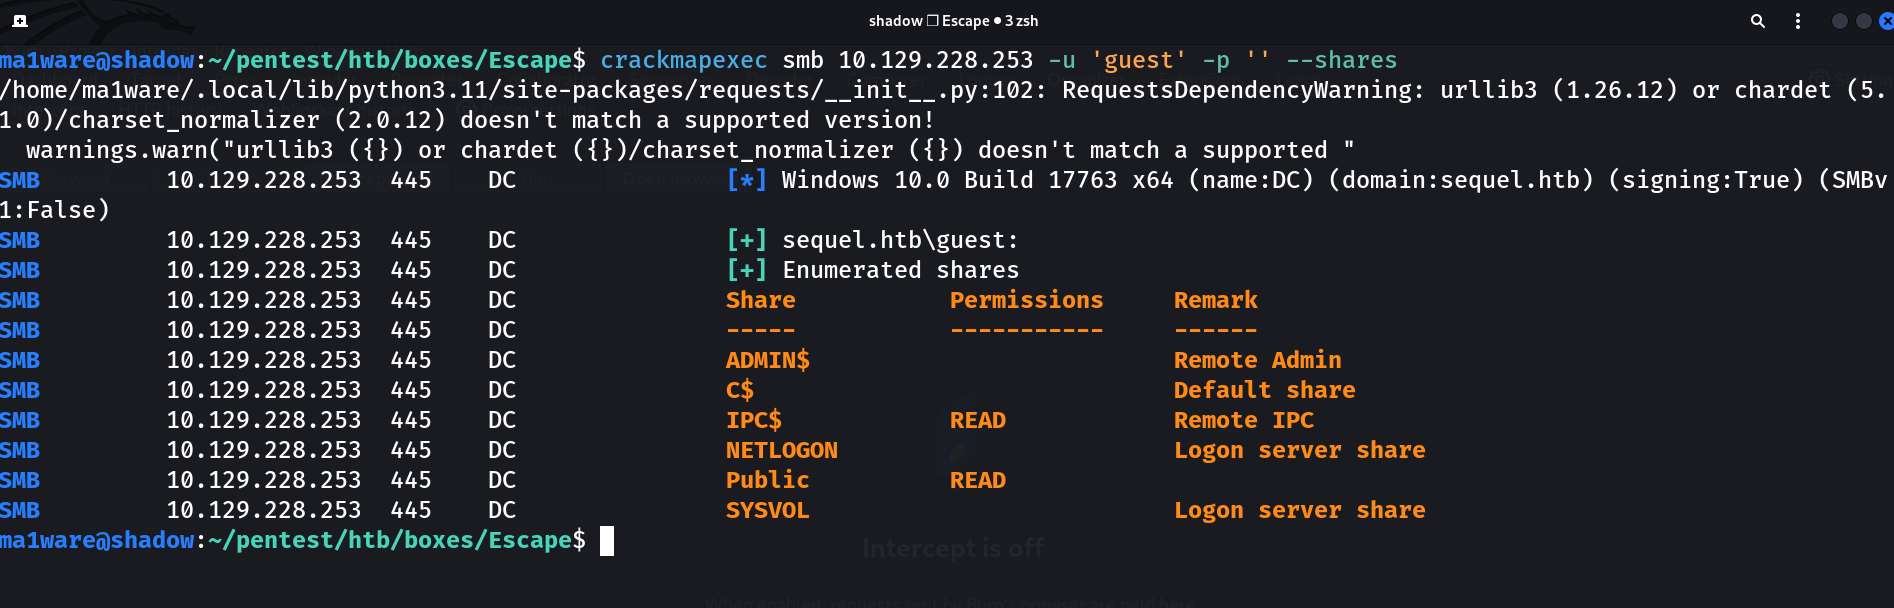 shadow ❐ Escape ● 3 zsh
ma1ware@shadow:~/pentest/htb/boxes/Escape$ crackmapexec smb 10.129.228.253 -u 'guest' -p '' --shares
/home/ma1ware/.local/lib/python3.11/site-packages/requests/__init__.py:102: RequestsDependencyWarning: urllib3 (1.26.12) or chardet (5.
1.0)/charset_normalizer (2.0.12) doesn't match a supported version!
  warnings.warn("urllib3 ({}) or chardet ({})/charset_normalizer ({}) doesn't match a supported "
SMB         10.129.228.253  445    DC               [*] Windows 10.0 Build 17763 x64 (name:DC) (domain:sequel.htb) (signing:True) (SMBv
1:False)
SMB         10.129.228.253  445    DC               [+] sequel.htb\guest:
SMB         10.129.228.253  445    DC               [+] Enumerated shares
SMB         10.129.228.253  445    DC               Share           Permissions     Remark
SMB         10.129.228.253  445    DC               -----           -----------     ------
SMB         10.129.228.253  445    DC               ADMIN$                          Remote Admin
SMB         10.129.228.253  445    DC               C$                              Default share
SMB         10.129.228.253  445    DC               IPC$            READ            Remote IPC
SMB         10.129.228.253  445    DC               NETLOGON                        Logon server share
SMB         10.129.228.253  445    DC               Public          READ
SMB         10.129.228.253  445    DC               SYSVOL                          Logon server share
ma1ware@shadow:~/pentest/htb/boxes/Escape$
Intercept is off